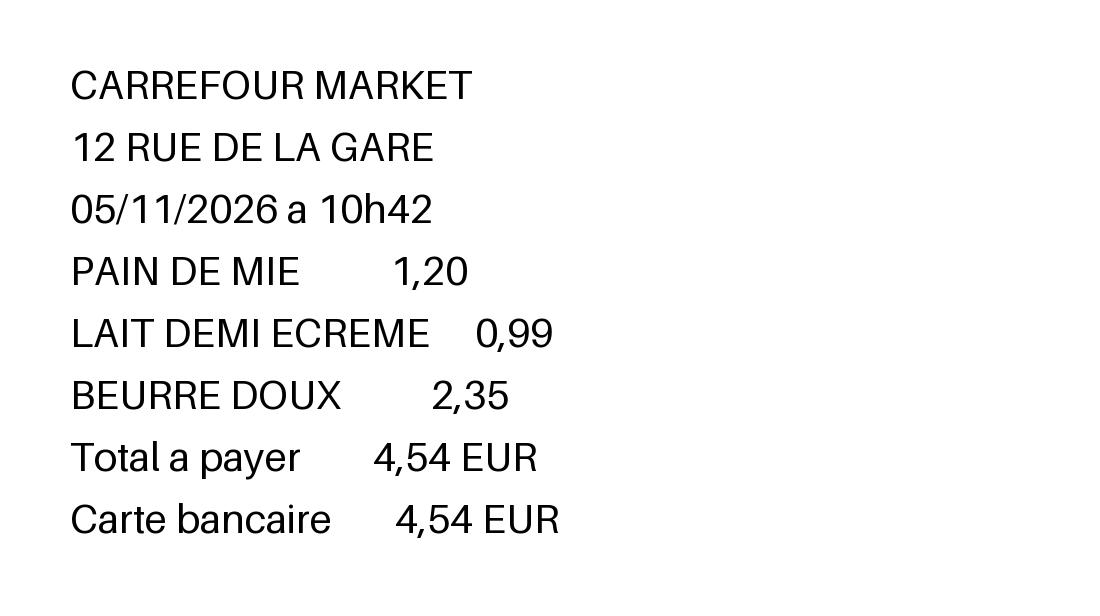 CARREFOUR MARKET
12 RUE DE LA GARE
05/11/2026 a 10h42
PAIN DE MIE 1,20
LAIT DEMI ECREME 0,99
BEURRE DOUX 2,35
Total a payer 4,54 EUR
Carte bancaire 4,54 EUR